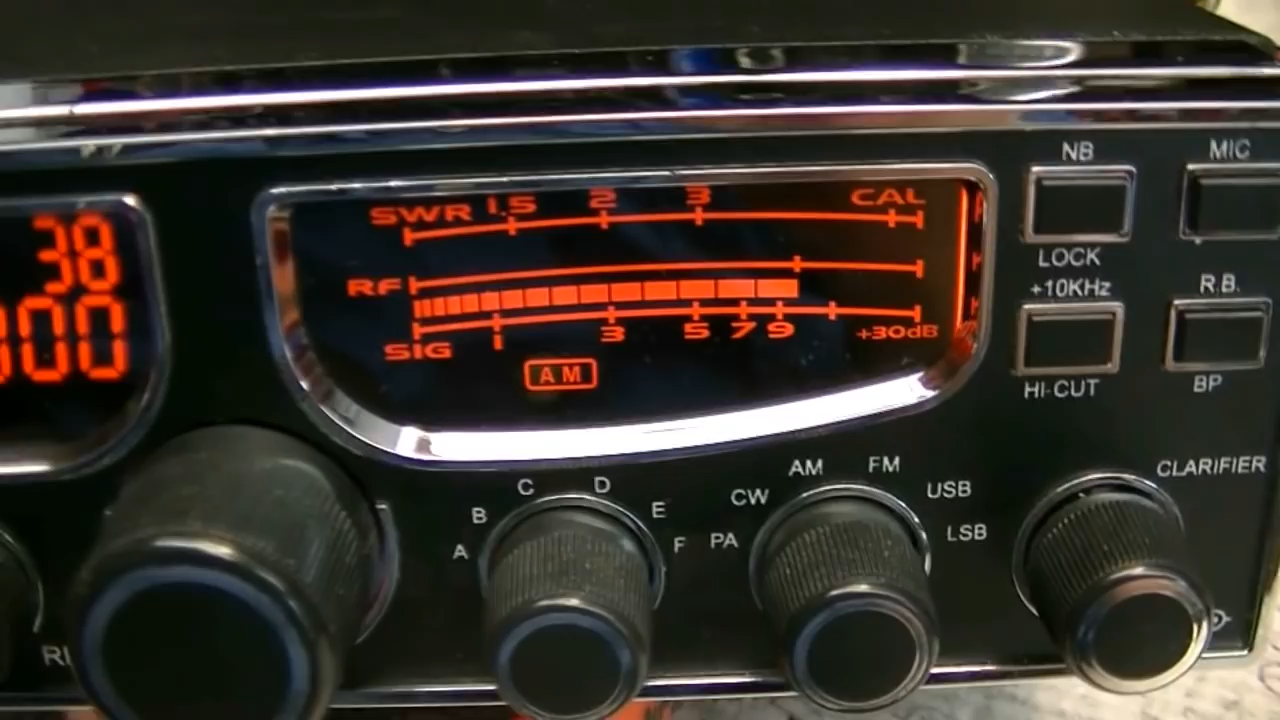 38
000
SWR 1.5 2 3 CAL
RF
1 3 5 7 9 +30dB
SIG
AM
NB
MIC
LOCK
+10KHz
R.B.
HI-CUT
BP
A B C D E F
PA CW AM FM USB LSB
CLARIFIER